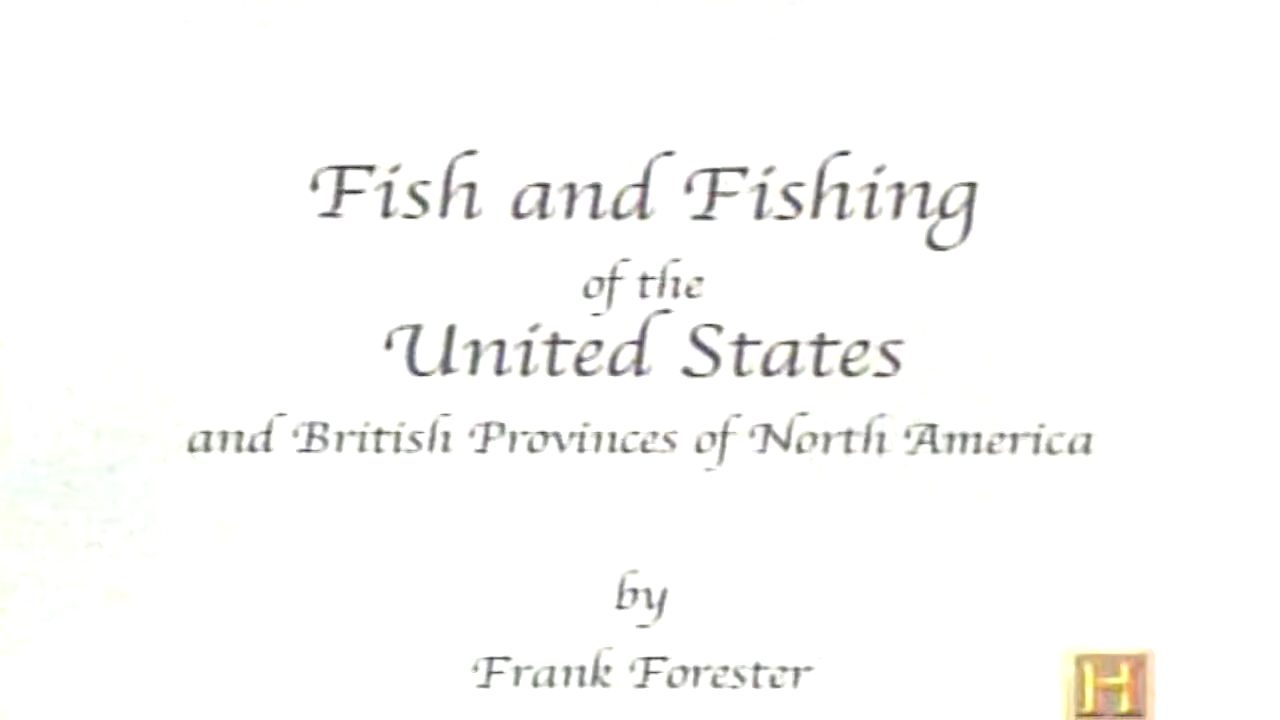 Fish and Fishing
of the
United States
and British Provinces of North America
by
Frank Forester
H